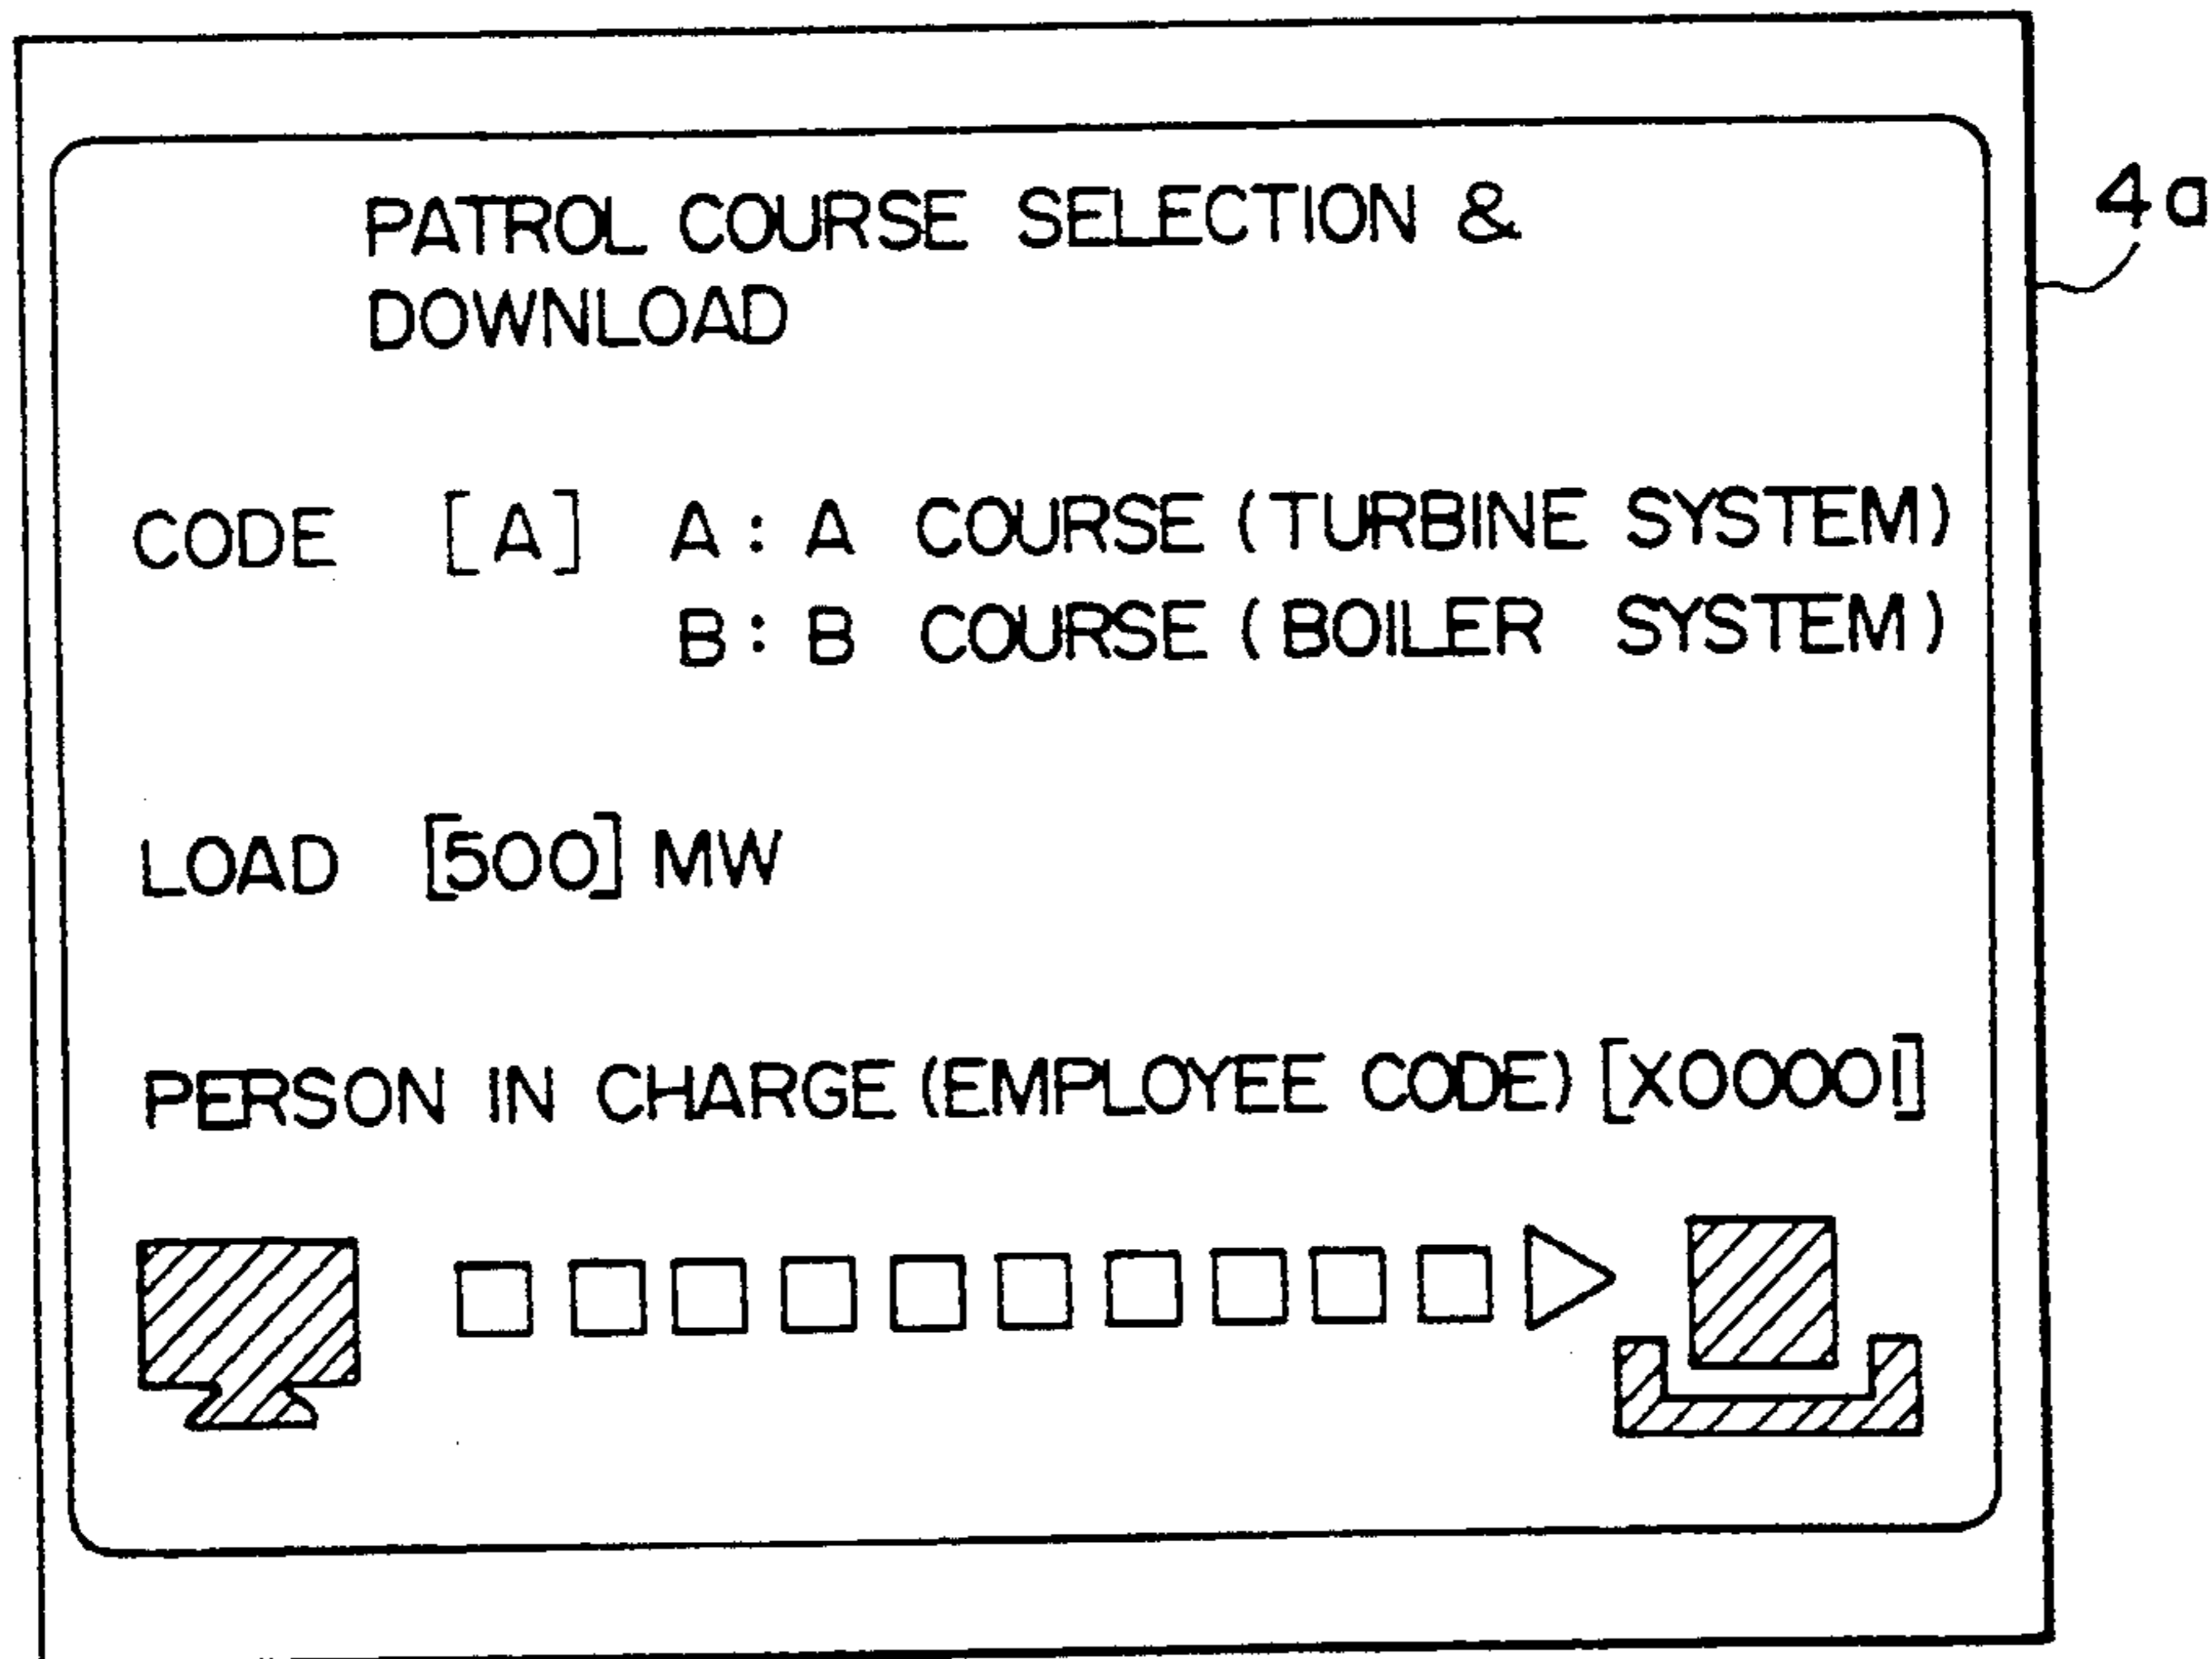 PATROL COURSE SELECTION &
DOWNLOAD
4a
CODE [A] A : A COURSE (TURBINE SYSTEM)
B : B COURSE (BOILER SYSTEM)
LOAD [500] MW
PERSON IN CHARGE (EMPLOYEE CODE) [X00001]